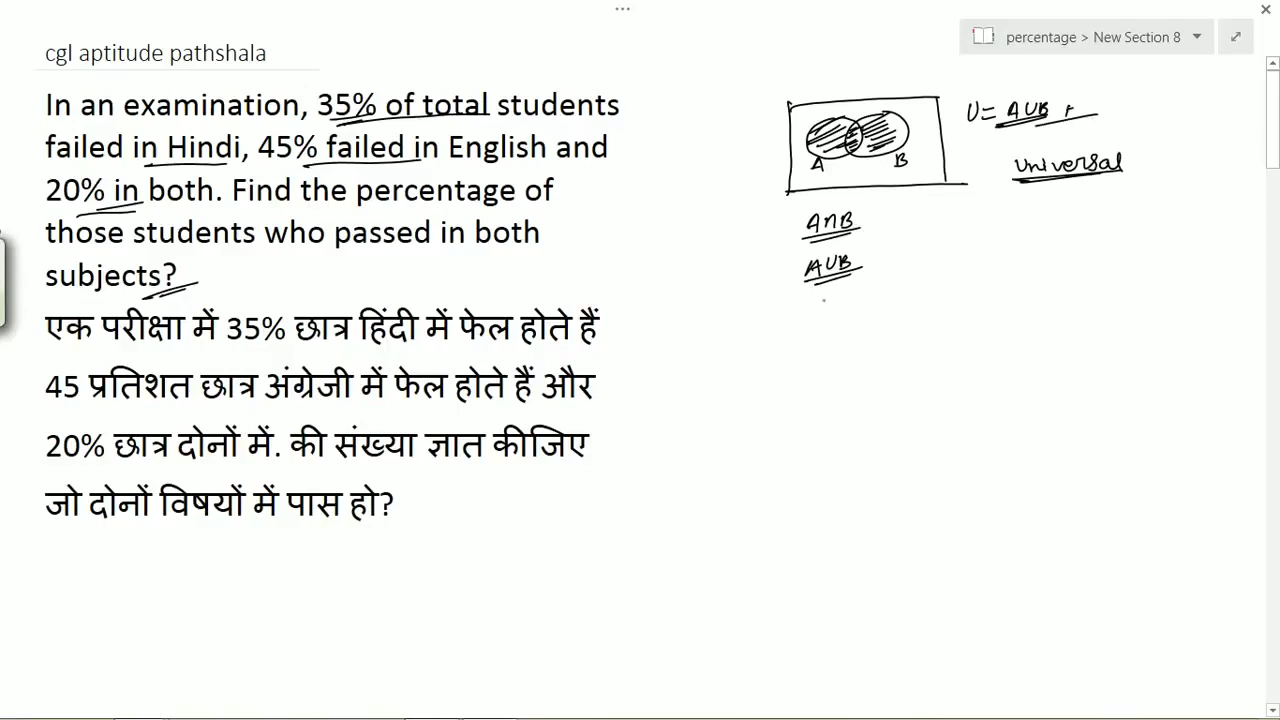 cgl aptitude pathshala
percentage > New Section 8
In an examination, 35% of total students
failed in Hindi, 45% failed in English and
20% in both. Find the percentage of
those students who passed in both
subjects?
एक परीक्षा में 35% छात्र हिंदी में फेल होते हैं
45 प्रतिशत छात्र अंग्रेजी में फेल होते हैं और
20% छात्र दोनों में. की संख्या ज्ञात कीजिए
जो दोनों विषयों में पास हो?
A B
U= AUB +
universal
A∩B
AUB